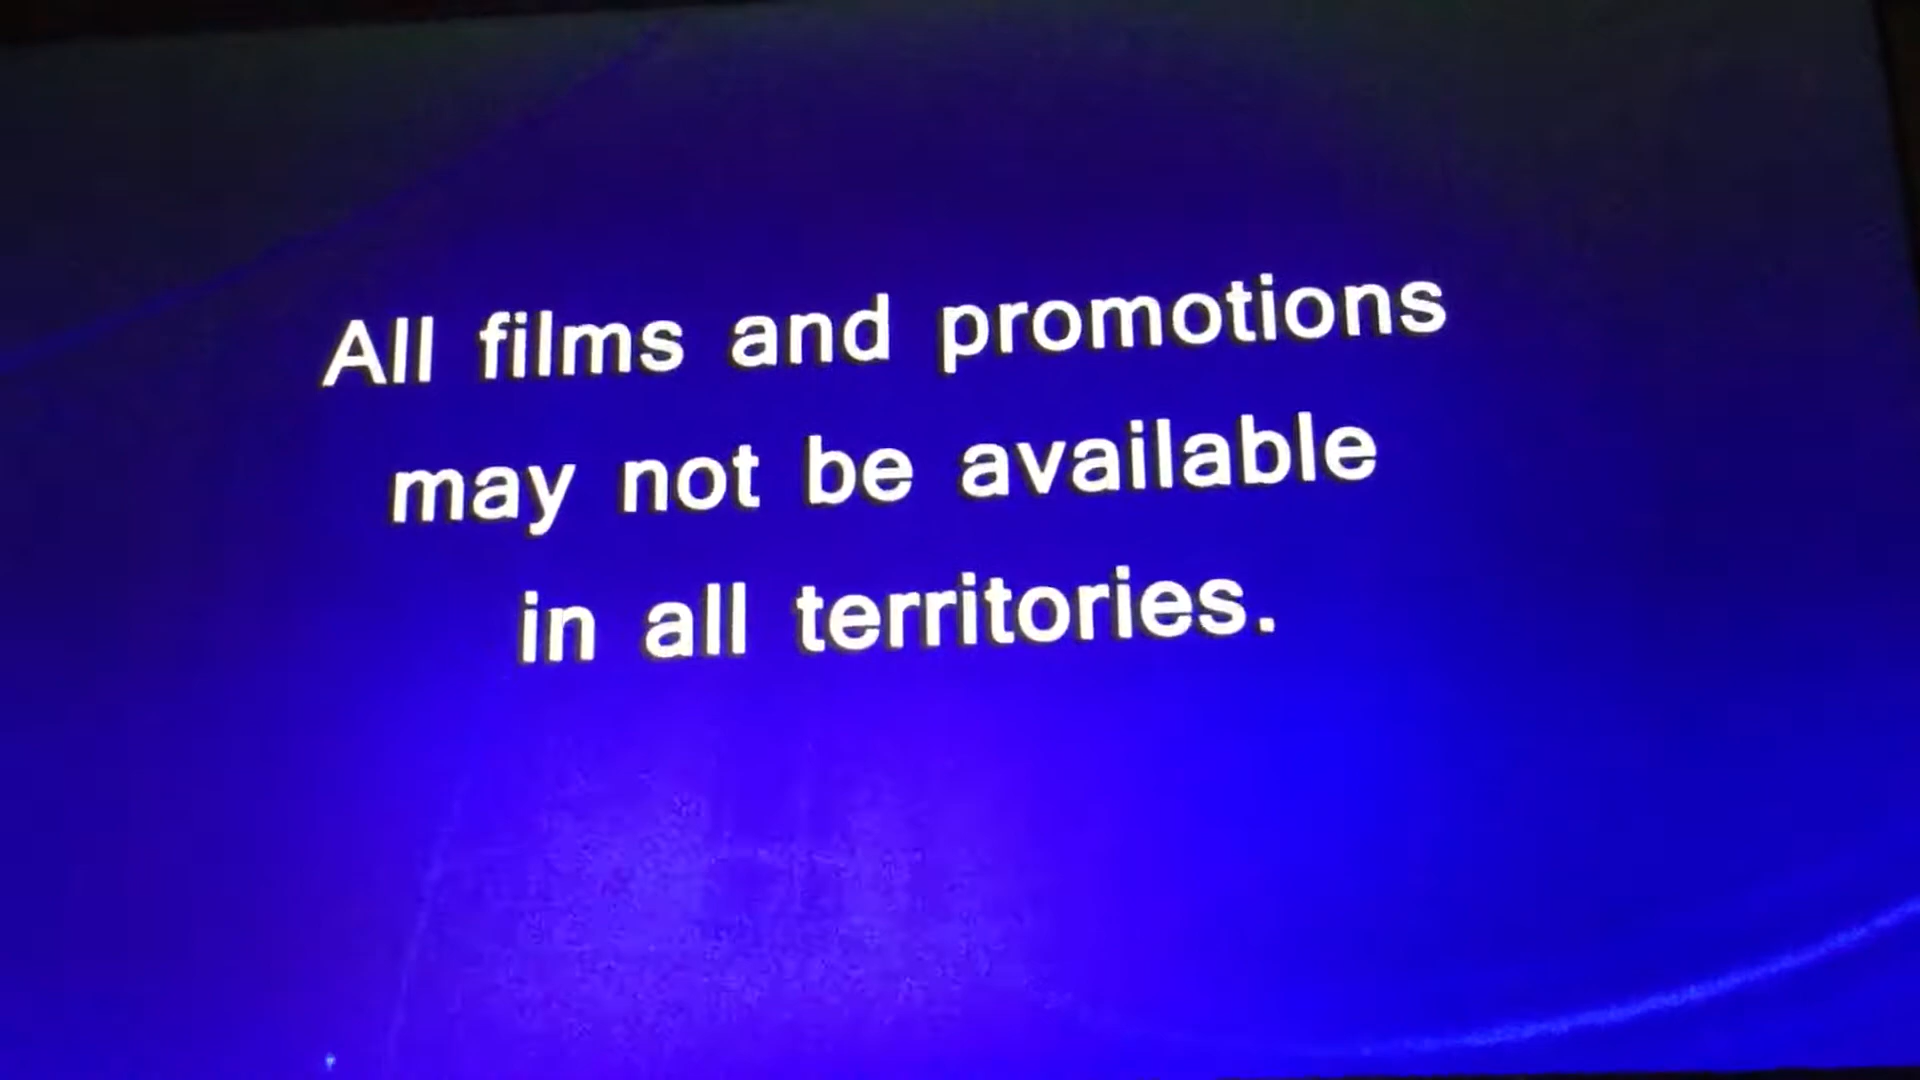 All films and promotions
may not be available
in all territories.